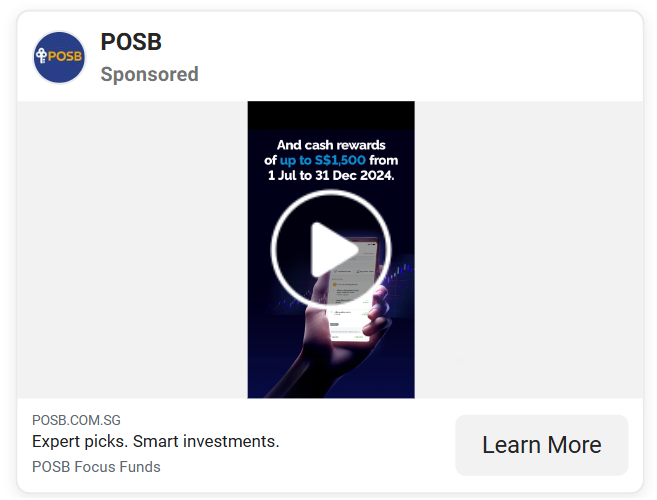 POSB
POSB
Sponsored
And cash rewards
of up to S$1,500 from
1 Jul to 31 Dec 2024.
POSB.COM.SG
Expert picks. Smart investments.
POSB Focus Funds
Learn More